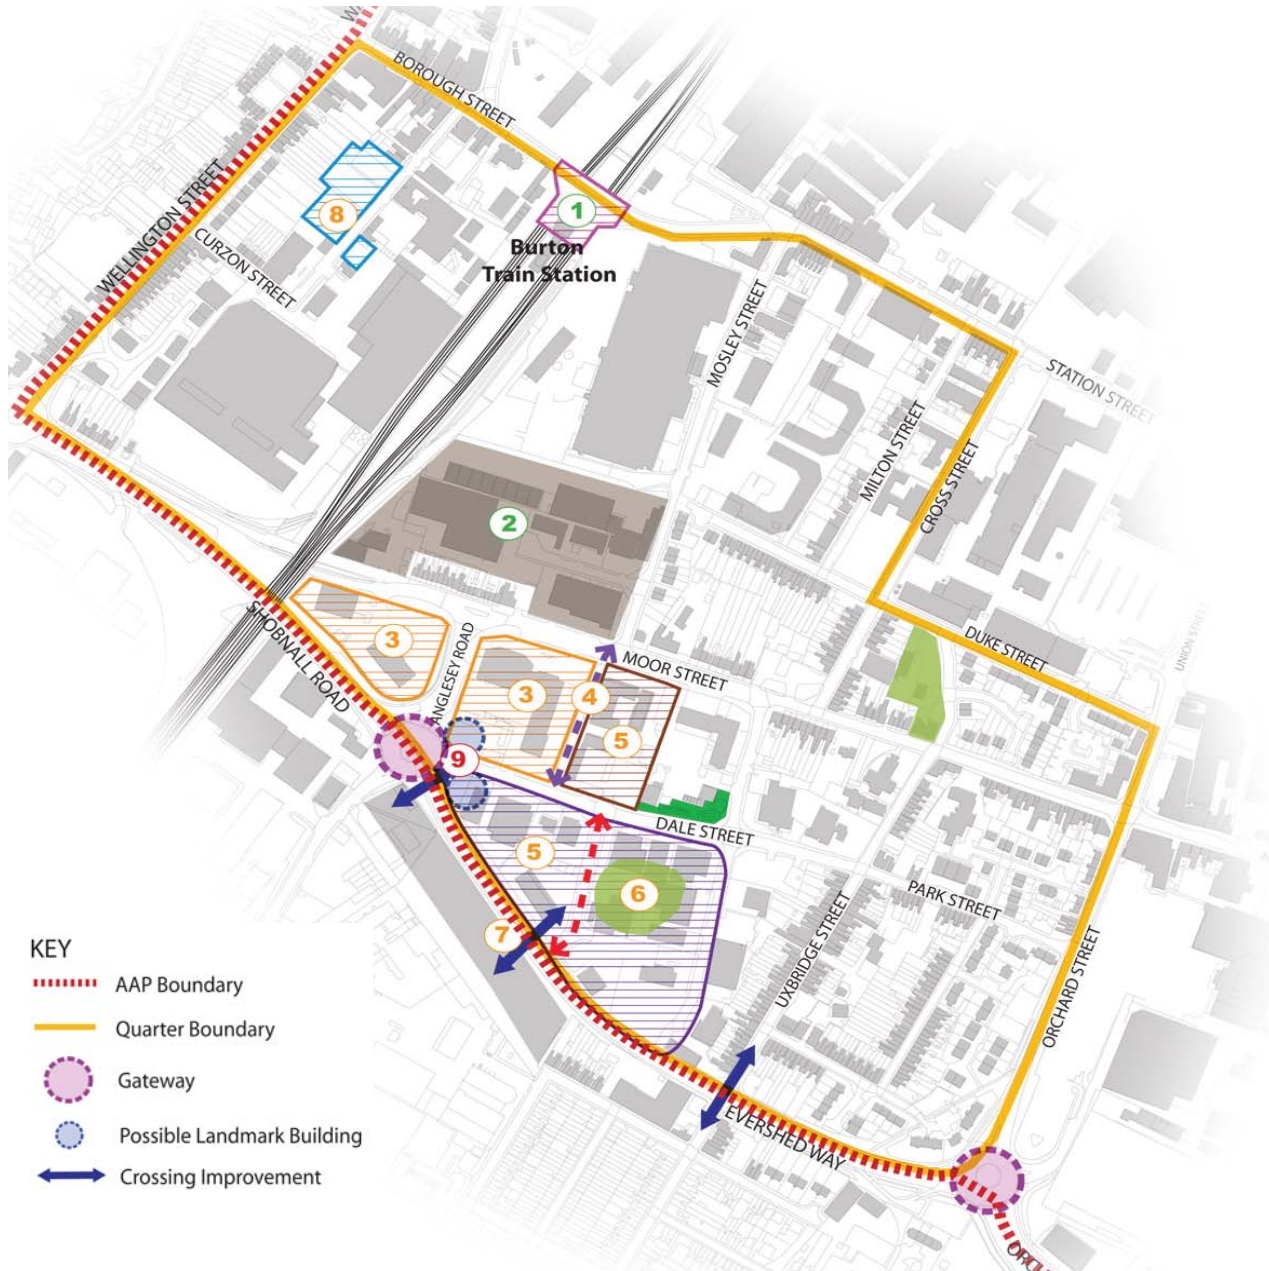 BOROUGH STREET
WELLINGTON STREET
8
1
CURZON STREET
Burton
Train Station
MOSLEY STREET
STATION STREET
MILTON STREET
CROSS STREET
2
UNION STREET
SHOBNALL ROAD
3
ANGLESEY ROAD
MOOR STREET
DUKE STREET
3
4
5
9
DALE STREET
5
6
PARK STREET
7
UXBRIDGE STREET
ORCHARD STREET
EVERSHED WAY
KEY
AAP Boundary
Quarter Boundary
Gateway
Possible Landmark Building
Crossing Improvement